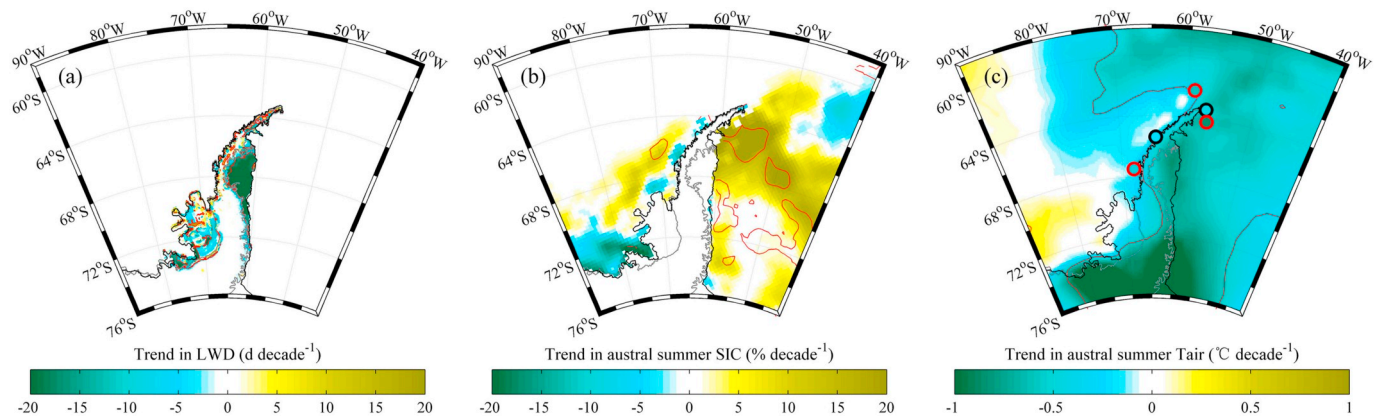 90°W 80°W 70°W 60°W 50°W 40°W
(a)
60°S
64°S
68°S
72°S
76°S
Trend in LWD (d decade⁻¹)
-20 -15 -10 -5 0 5 10 15 20
90°W 80°W 70°W 60°W 50°W 40°W
(b)
60°S
64°S
68°S
72°S
76°S
Trend in austral summer SIC (% decade⁻¹)
-20 -15 -10 -5 0 5 10 15 20
90°W 80°W 70°W 60°W 50°W 40°W
(c)
60°S
64°S
68°S
72°S
76°S
Trend in austral summer Tair (℃ decade⁻¹)
-1 -0.5 0 0.5 1